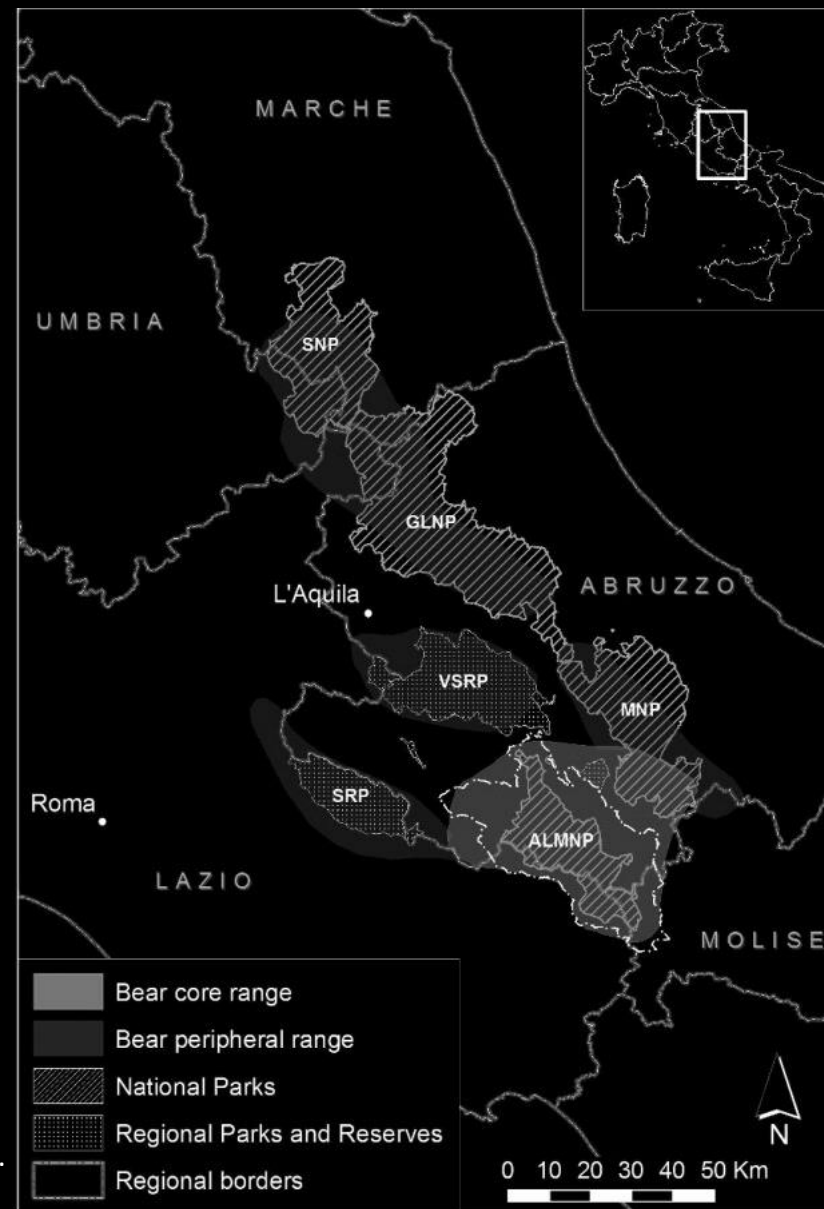 MARCHE
UMBRIA
SNP
GLNP
L'Aquila
ABRUZZO
VSRP
MNP
SRP
Roma
ALMNP
LAZIO
MOLISE
Bear core range
Bear peripheral range
National Parks
Regional Parks and Reserves
Regional borders
N
0 10 20 30 40 50 Km
.